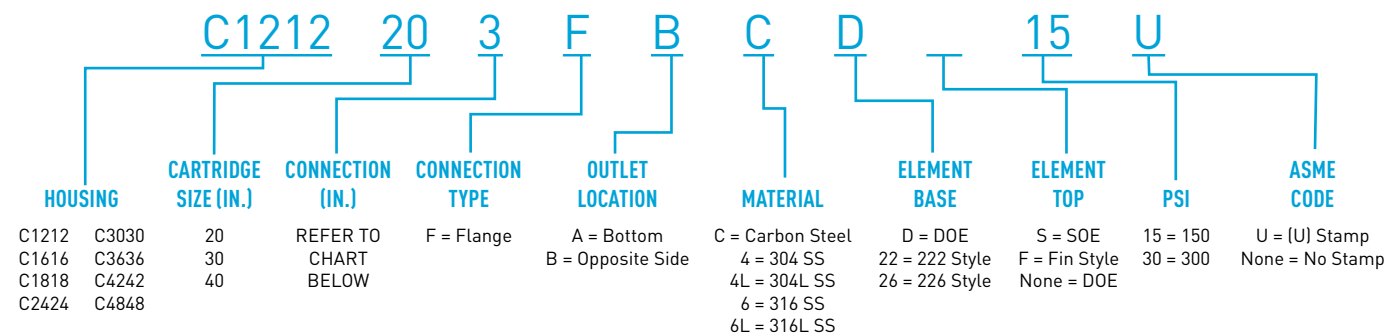 C1212 20 3 F B C D _ 15 U
HOUSING
CARTRIDGE
SIZE (IN.)
CONNECTION
(IN.)
CONNECTION
TYPE
OUTLET
LOCATION
MATERIAL
ELEMENT
BASE
ELEMENT
TOP
PSI
ASME
CODE
C1212 C3030
C1616 C3636
C1818 C4242
C2424 C4848
20
30
40
REFER TO
CHART
BELOW
F = Flange
A = Bottom
B = Opposite Side
C = Carbon Steel
4 = 304 SS
4L = 304L SS
6 = 316 SS
6L = 316L SS
D = DOE
22 = 222 Style
26 = 226 Style
S = SOE
F = Fin Style
None = DOE
15 = 150
30 = 300
U = (U) Stamp
None = No Stamp